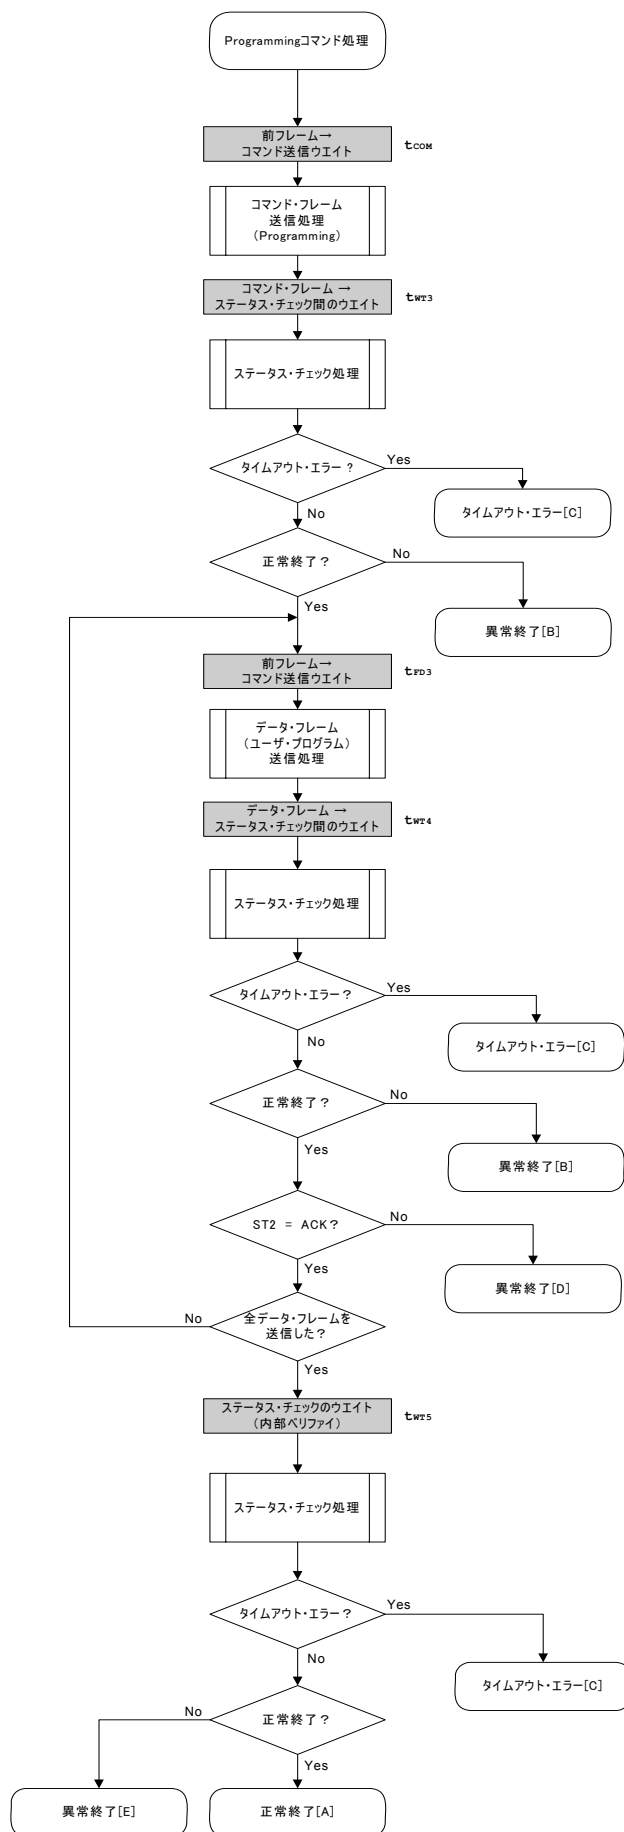 Programmingコマンド処理
前フレーム→
コマンド送信ウエイト
tCOM
コマンド・フレーム
送信処理
(Programming)
コマンド・フレーム →
ステータス・チェック間のウエイト
tWT3
ステータス・チェック処理
タイムアウト・エラー ?
Yes
タイムアウト・エラー[C]
No
正常終了?
No
異常終了[B]
Yes
前フレーム→
コマンド送信ウエイト
tFD3
データ・フレーム
(ユーザ・プログラム)
送信処理
データ・フレーム →
ステータス・チェック間のウエイト
tWT4
ステータス・チェック処理
タイムアウト・エラー?
Yes
タイムアウト・エラー[C]
No
正常終了?
No
異常終了[B]
Yes
ST2 = ACK?
No
異常終了[D]
Yes
全データ・フレームを
送信した?
No
Yes
ステータス・チェックのウエイト
(内部ベリファイ)
tWT5
ステータス・チェック処理
タイムアウト・エラー?
Yes
タイムアウト・エラー[C]
No
正常終了?
No
Yes
異常終了[E]
正常終了[A]